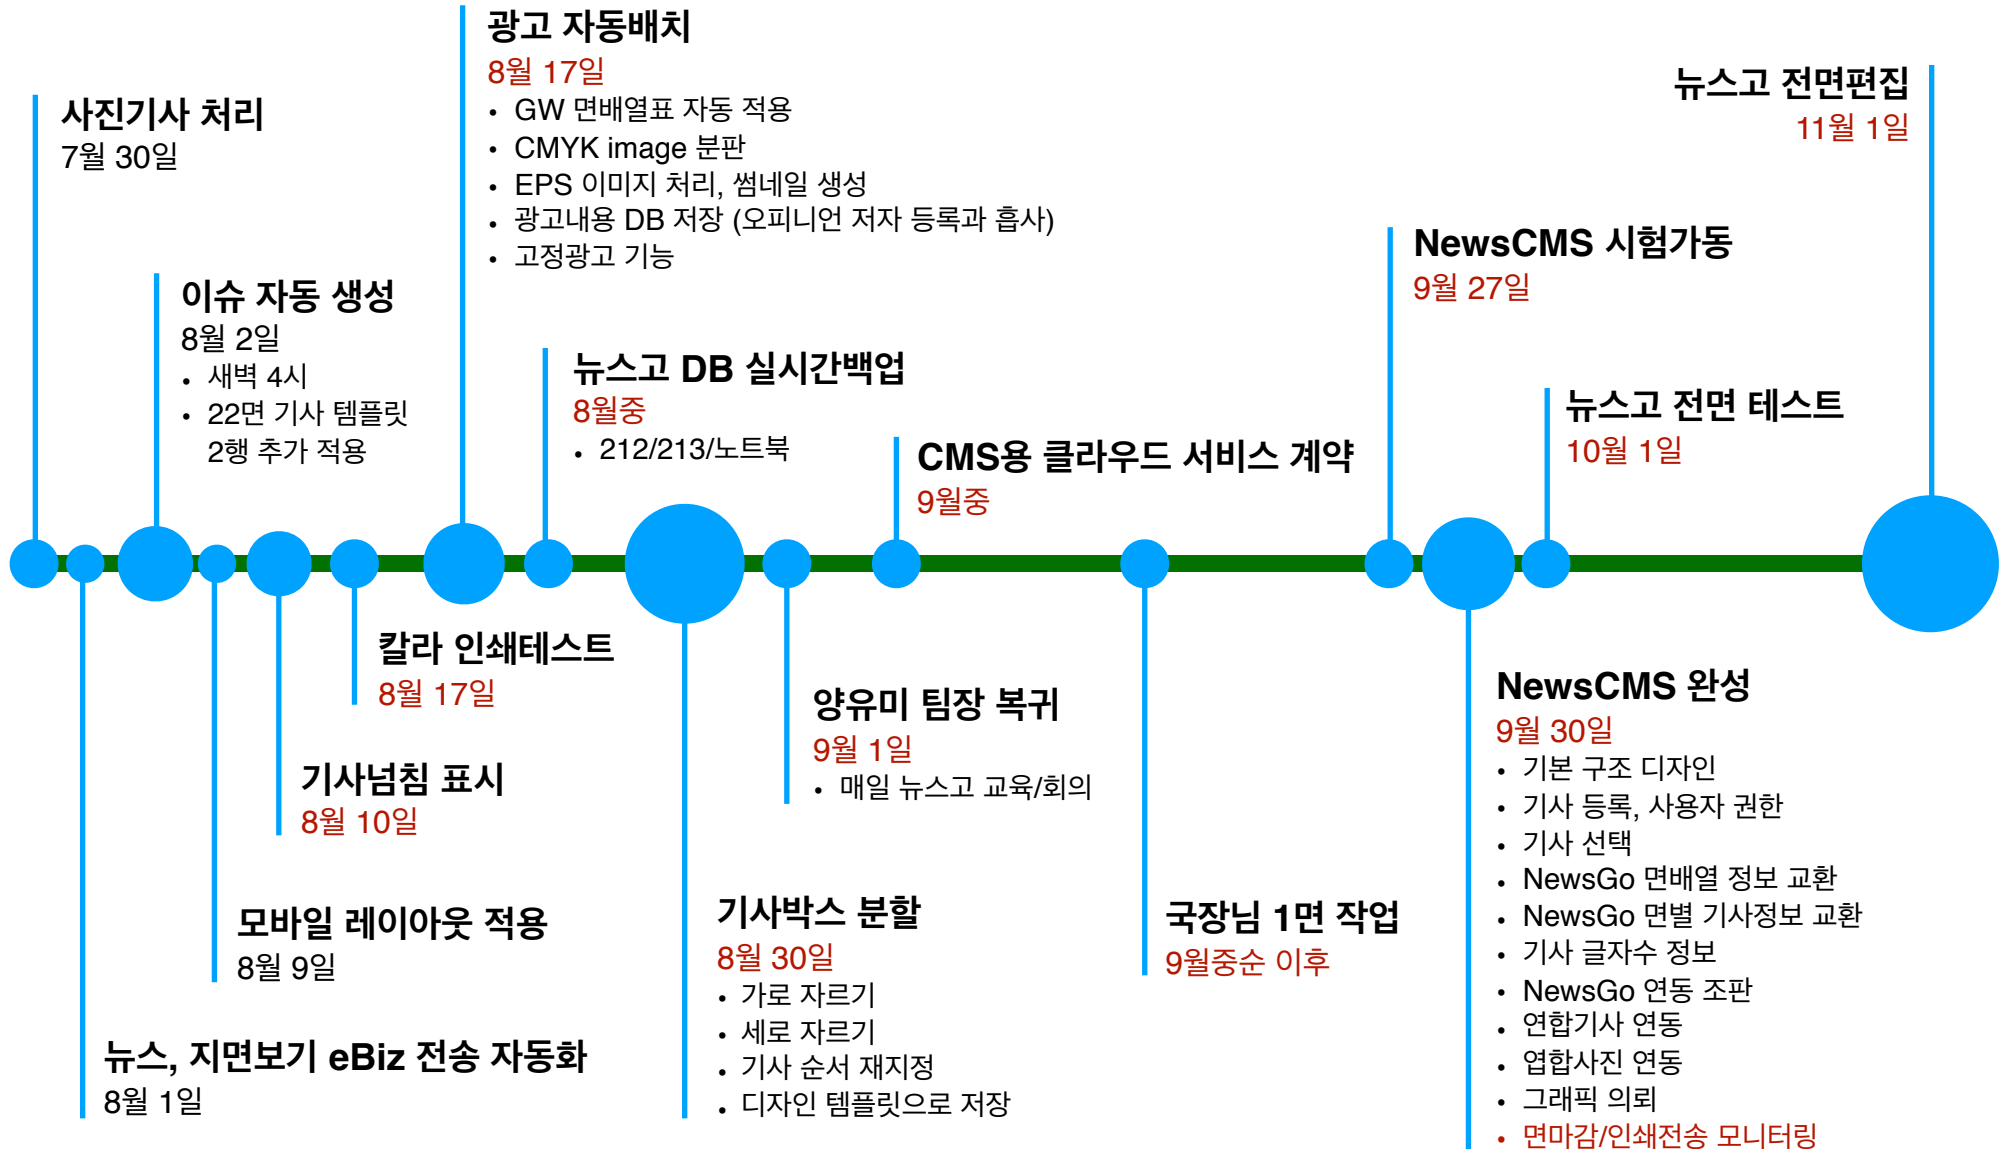 사진기사 처리
7월 30일
이슈 자동 생성
8월 2일
• 새벽 4시
• 22면 기사 템플릿
2행 추가 적용
광고 자동배치
8월 17일
• GW 면배열표 자동 적용
• CMYK image 분판
• EPS 이미지 처리, 썸네일 생성
• 광고내용 DB 저장 (오피니언 저자 등록과 흡사)
• 고정광고 기능
뉴스고 DB 실시간백업
8월중
• 212/213/노트북
CMS용 클라우드 서비스 계약
9월중
NewsCMS 시험가동
9월 27일
뉴스고 전면 테스트
10월 1일
뉴스고 전면편집
11월 1일
뉴스, 지면보기 eBiz 전송 자동화
8월 1일
모바일 레이아웃 적용
8월 9일
기사넘침 표시
8월 10일
칼라 인쇄테스트
8월 17일
기사박스 분할
8월 30일
• 가로 자르기
• 세로 자르기
• 기사 순서 재지정
• 디자인 템플릿으로 저장
양유미 팀장 복귀
9월 1일
• 매일 뉴스고 교육/회의
국장님 1면 작업
9월중순 이후
NewsCMS 완성
9월 30일
• 기본 구조 디자인
• 기사 등록, 사용자 권한
• 기사 선택
• NewsGo 면배열 정보 교환
• NewsGo 면별 기사정보 교환
• 기사 글자수 정보
• NewsGo 연동 조판
• 연합기사 연동
• 엽합사진 연동
• 그래픽 의뢰
• 면마감/인쇄전송 모니터링